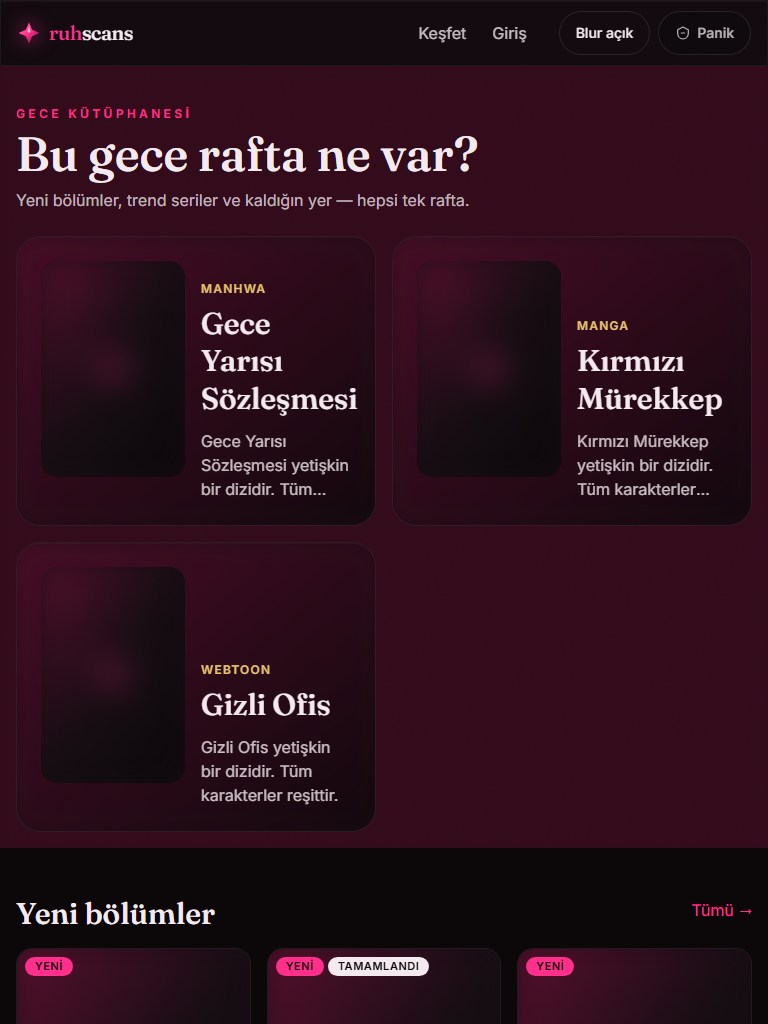 ruhscans
Keşfet
Giriş
Blur açık
Panik
GECE KÜTÜPHANESİ
Bu gece rafta ne var?
Yeni bölümler, trend seriler ve kaldığın yer — hepsi tek rafta.
MANHWA
Gece
Yarısı
Sözleşmesi
Gece Yarısı
Sözleşmesi yetişkin
bir dizidir. Tüm…
MANGA
Kırmızı
Mürekkep
Kırmızı Mürekkep
yetişkin bir dizidir.
Tüm karakterler…
WEBTOON
Gizli Ofis
Gizli Ofis yetişkin
bir dizidir. Tüm
karakterler reşittir.
Yeni bölümler
Tümü →
YENİ
YENİ
TAMAMLANDI
YENİ